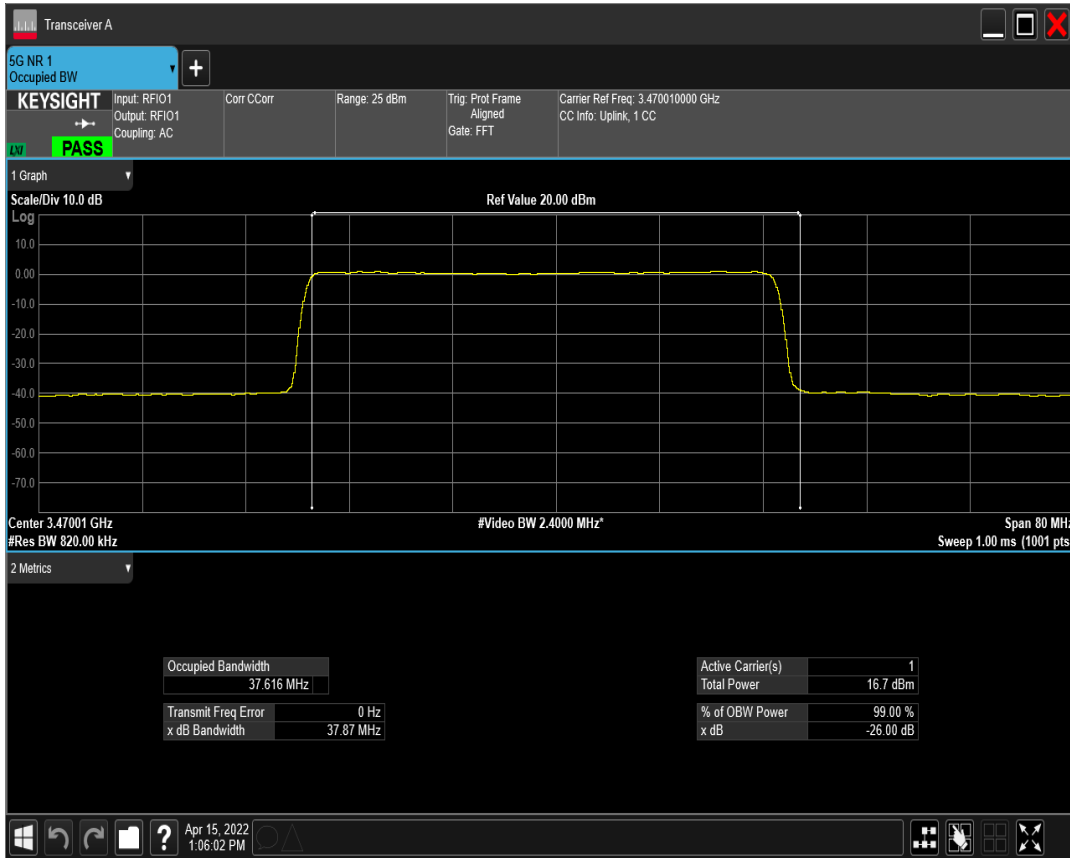 Transceiver A
5G NR 1
Occupied BW
KEYSIGHT
LXI
PASS
Input: RFIO1
Output: RFIO1
Coupling: AC
Corr CCorr
Range: 25 dBm
Trig: Prot Frame
Aligned
Gate: FFT
Carrier Ref Freq: 3.470010000 GHz
CC Info: Uplink, 1 CC
1 Graph
Scale/Div 10.0 dB
Ref Value 20.00 dBm
Log
10.0
0.00
-10.0
-20.0
-30.0
-40.0
-50.0
-60.0
-70.0
Center 3.47001 GHz
#Video BW 2.4000 MHz*
Span 80 MHz
#Res BW 820.00 kHz
Sweep 1.00 ms (1001 pts
2 Metrics
Occupied Bandwidth
37.616 MHz
Transmit Freq Error 0 Hz
x dB Bandwidth 37.87 MHz
Active Carrier(s) 1
Total Power 16.7 dBm
% of OBW Power 99.00 %
x dB -26.00 dB
?
Apr 15, 2022
1:06:02 PM